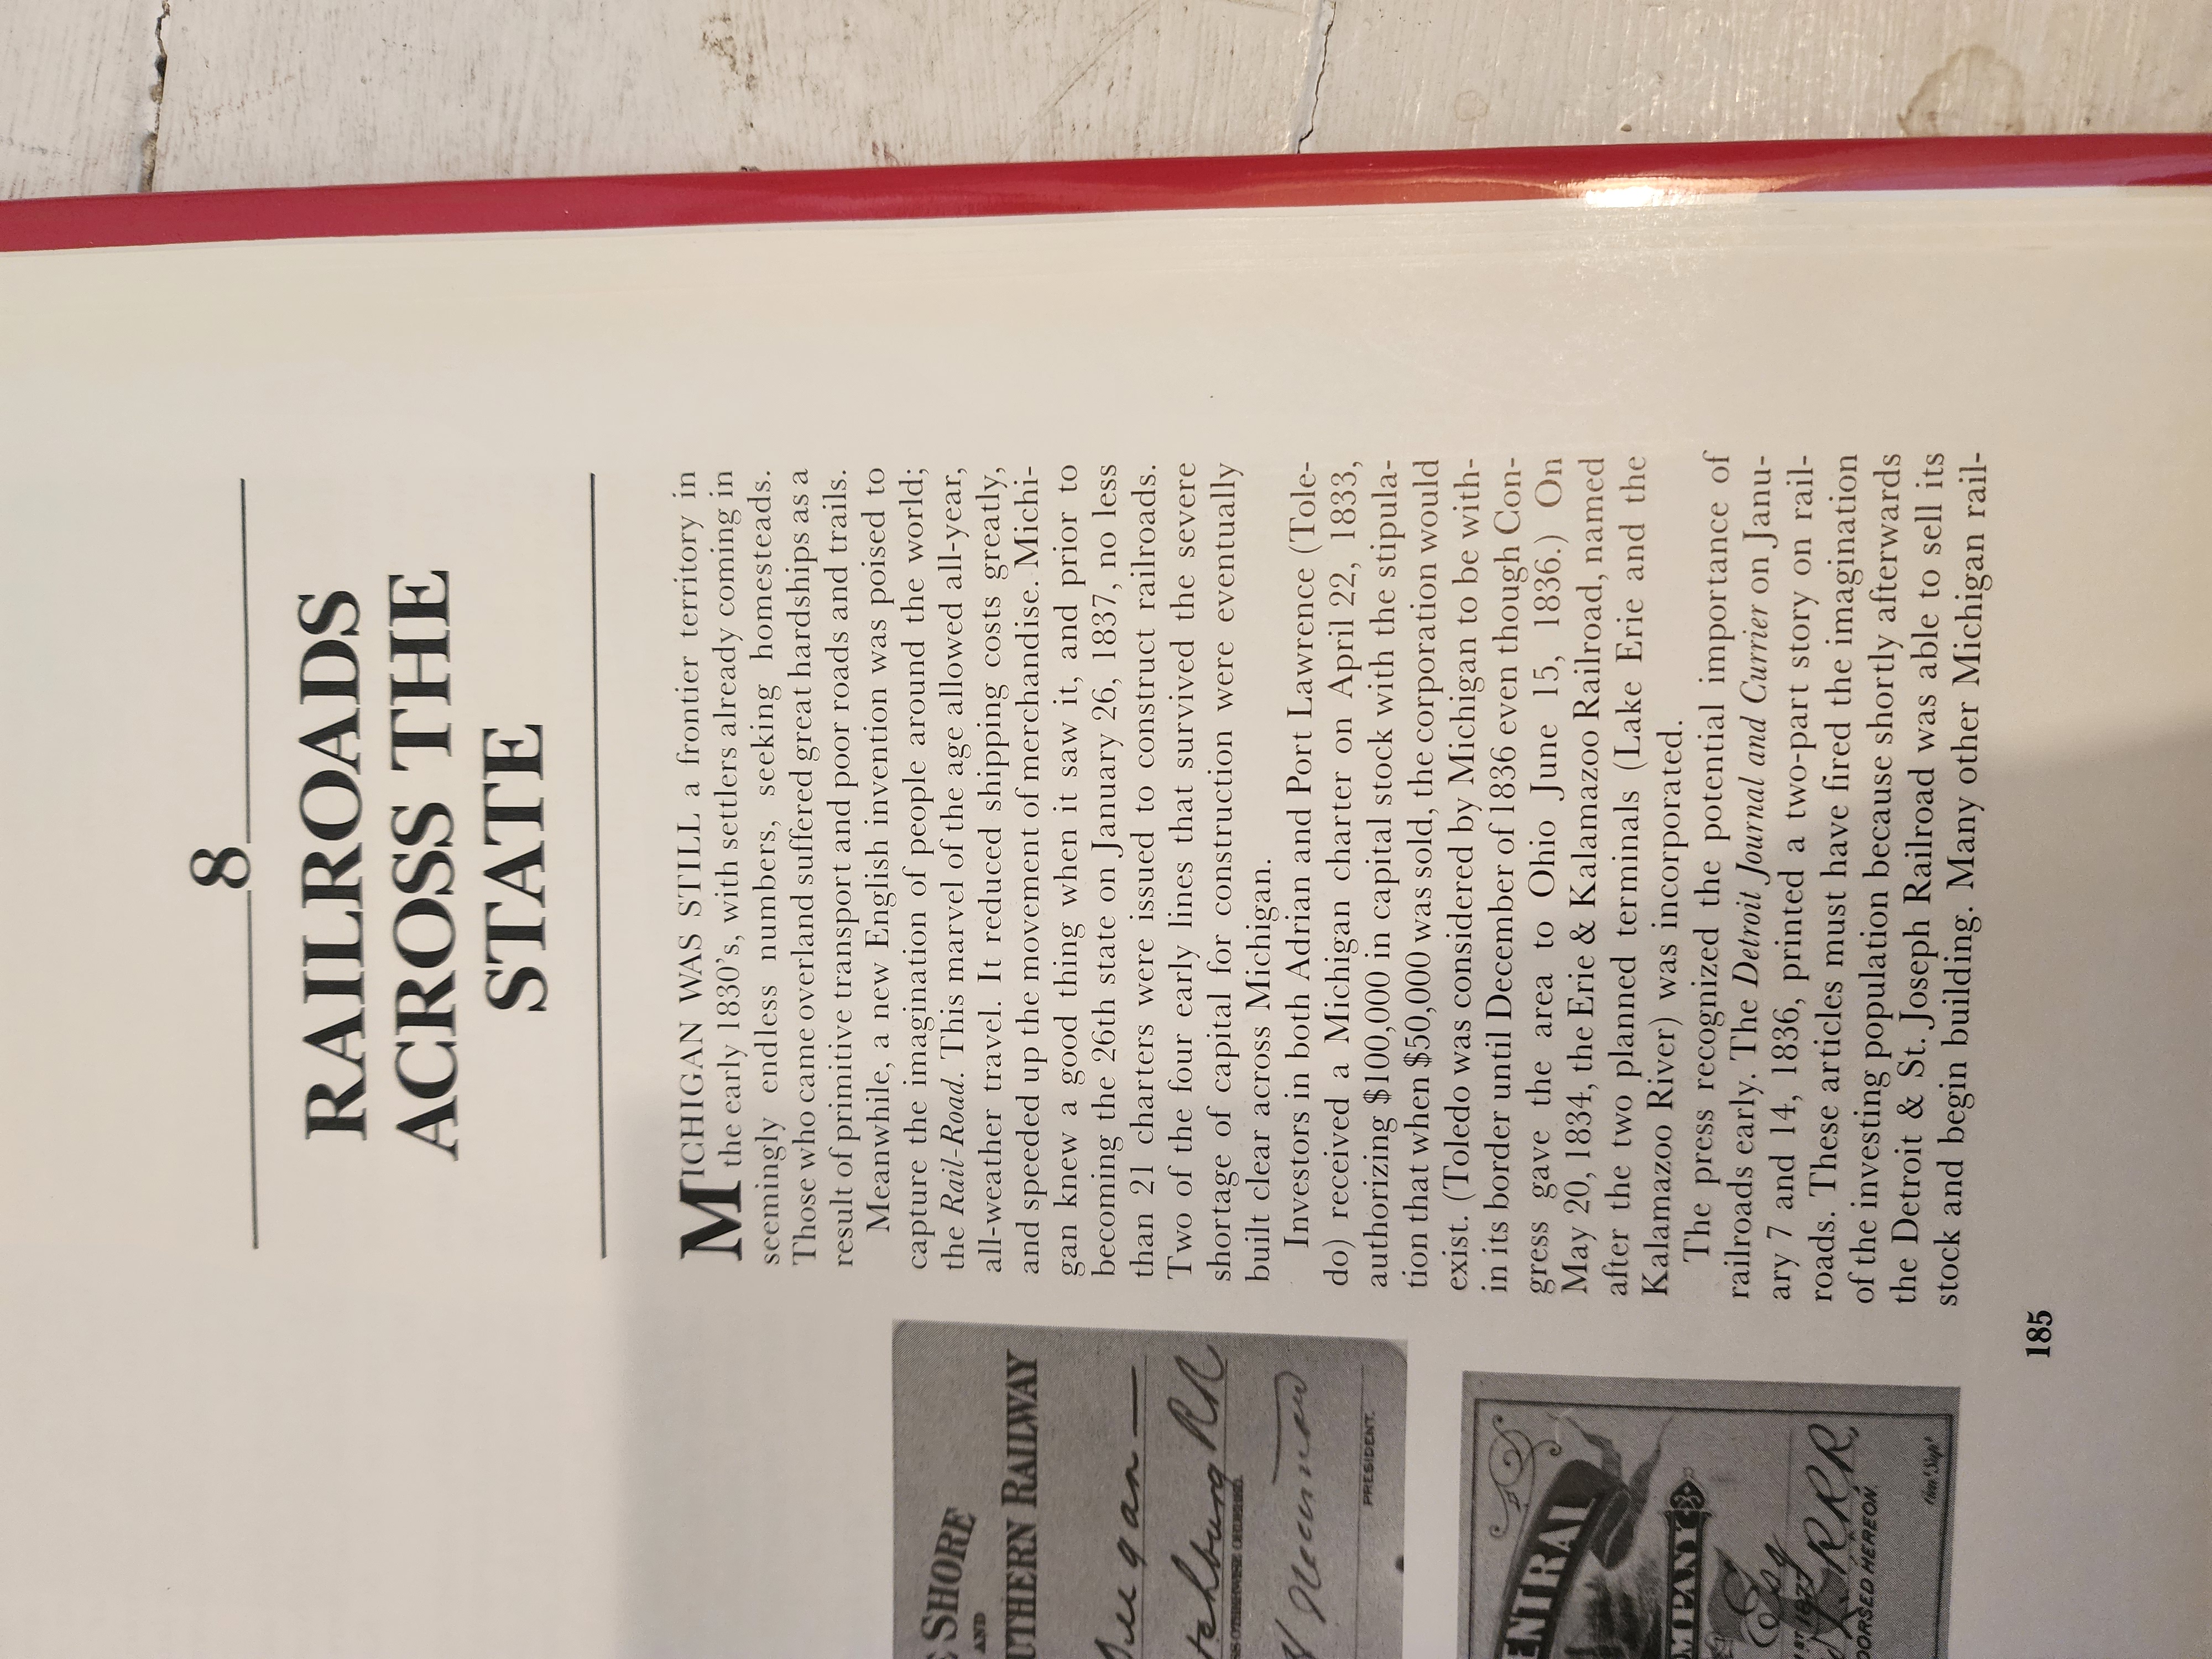 8
RAILROADS
ACROSS THE
STATE
MICHIGAN WAS STILL a frontier territory in
the early 1830's, with settlers already coming in
seemingly endless numbers, seeking homesteads.
Those who came overland suffered great hardships as a
result of primitive transport and poor roads and trails.
Meanwhile, a new English invention was poised to
capture the imagination of people around the world;
the Rail-Road. This marvel of the age allowed all-year,
all-weather travel. It reduced shipping costs greatly,
and speeded up the movement of merchandise. Michi-
gan knew a good thing when it saw it, and prior to
becoming the 26th state on January 26, 1837, no less
than 21 charters were issued to construct railroads.
Two of the four early lines that survived the severe
shortage of capital for construction were eventually
built clear across Michigan.
Investors in both Adrian and Port Lawrence (Tole-
do) received a Michigan charter on April 22, 1833,
authorizing $100,000 in capital stock with the stipula-
tion that when $50,000 was sold, the corporation would
exist. (Toledo was considered by Michigan to be with-
in its border until December of 1836 even though Con-
gress gave the area to Ohio June 15, 1836.) On
May 20, 1834, the Erie & Kalamazoo Railroad, named
after the two planned terminals (Lake Erie and the
Kalamazoo River) was incorporated.
The press recognized the potential importance of
railroads early. The Detroit Journal and Currier on Janu-
ary 7 and 14, 1836, printed a two-part story on rail-
roads. These articles must have fired the imagination
of the investing population because shortly afterwards
the Detroit & St. Joseph Railroad was able to sell its
stock and begin building. Many other Michigan rail-
185
SHORE
AND
UTHERN RAILWAY
PRESIDENT.
ENTRAL
MPANY
Esq
RRR
DORSED HEREON.